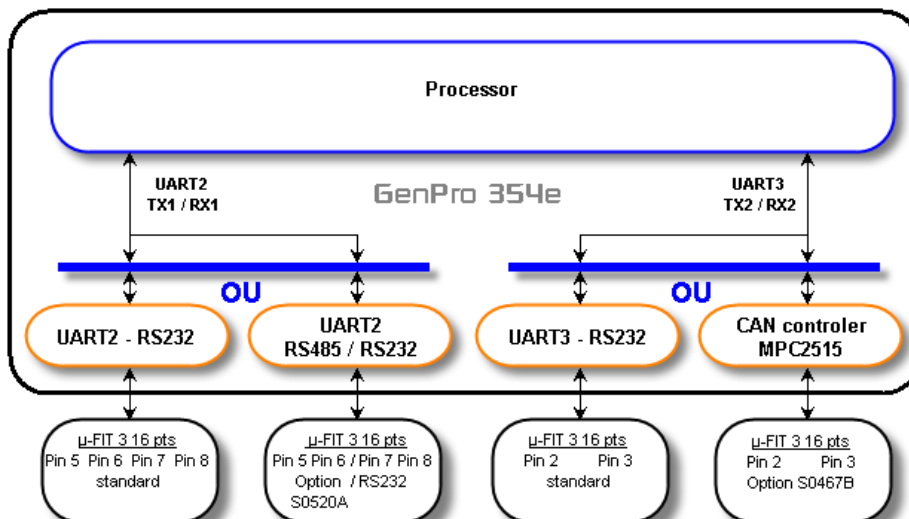 Processor
UART2
TX1 / RX1
GenPro 354e
UART3
TX2 / RX2
OU
OU
UART2 - RS232
UART2
RS485 / RS232
UART3 - RS232
CAN controler
MPC2515
µ-FIT 3 16 pts
Pin 5 Pin 6 Pin 7 Pin 8
standard
µ-FIT 3 16 pts
Pin 5 Pin 6 / Pin 7 Pin 8
Option / RS232
S0520A
µ-FIT 3 16 pts
Pin 2 Pin 3
standard
µ-FIT 3 16 pts
Pin 2 Pin 3
Option S0467B